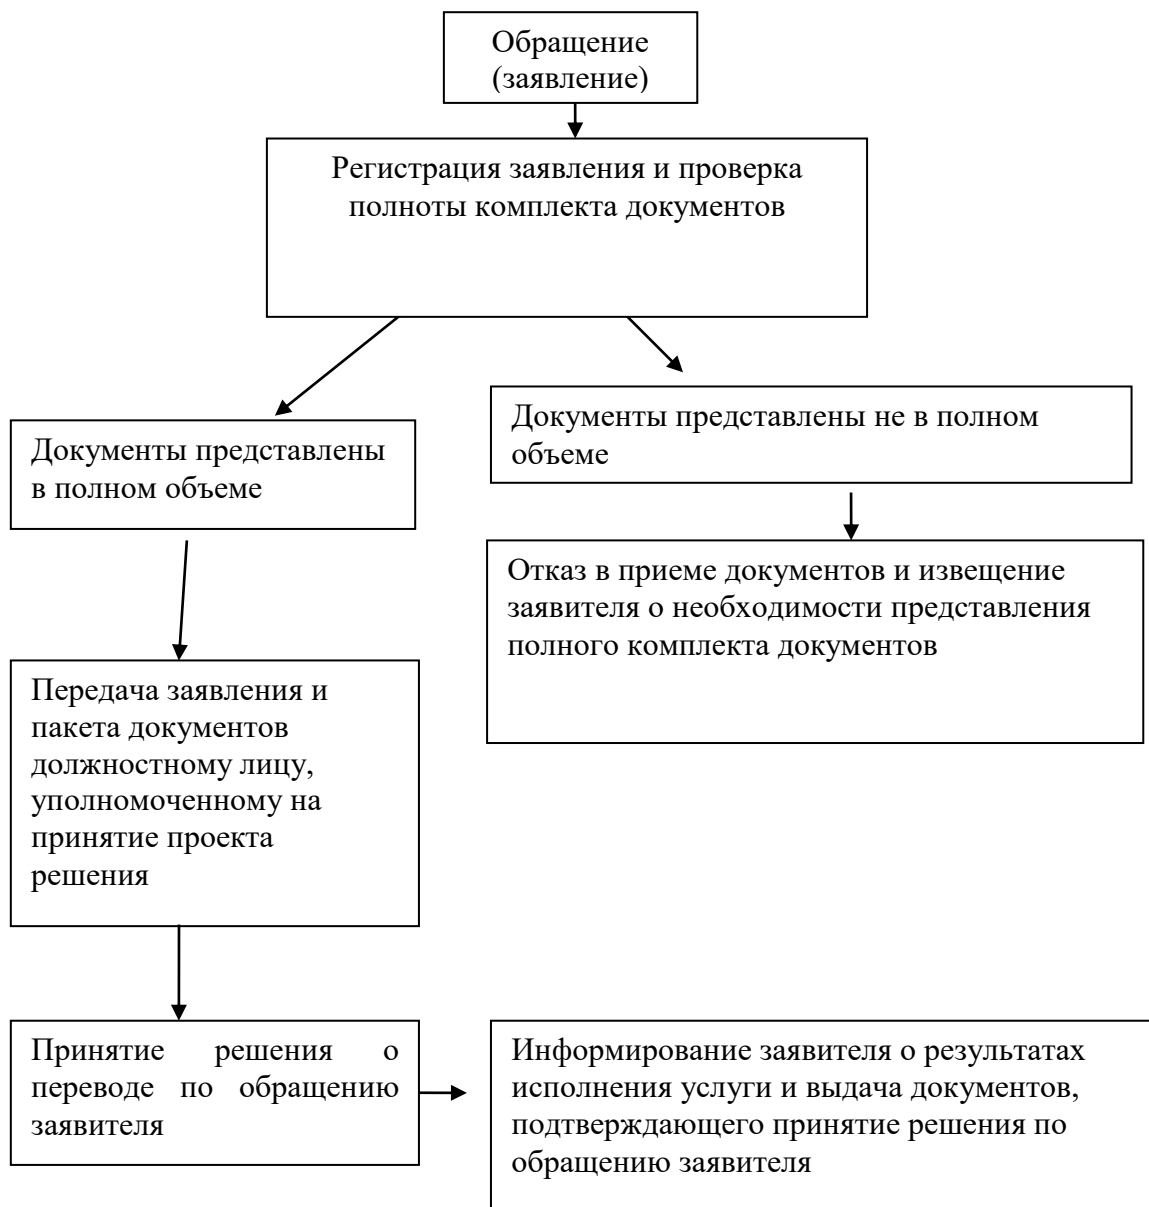 Обращение
(заявление)
Регистрация заявления и проверка
полноты комплекта документов
Документы представлены не в полном
объеме
Документы представлены
в полном объеме
Отказ в приеме документов и извещение
заявителя о необходимости представления
полного комплекта документов
Передача заявления и
пакета документов
должностному лицу,
уполномоченному на
принятие проекта
решения
Принятие решения о
переводе по обращению
заявителя
Информирование заявителя о результатах
исполнения услуги и выдача документов,
подтверждающего принятие решения по
обращению заявителя